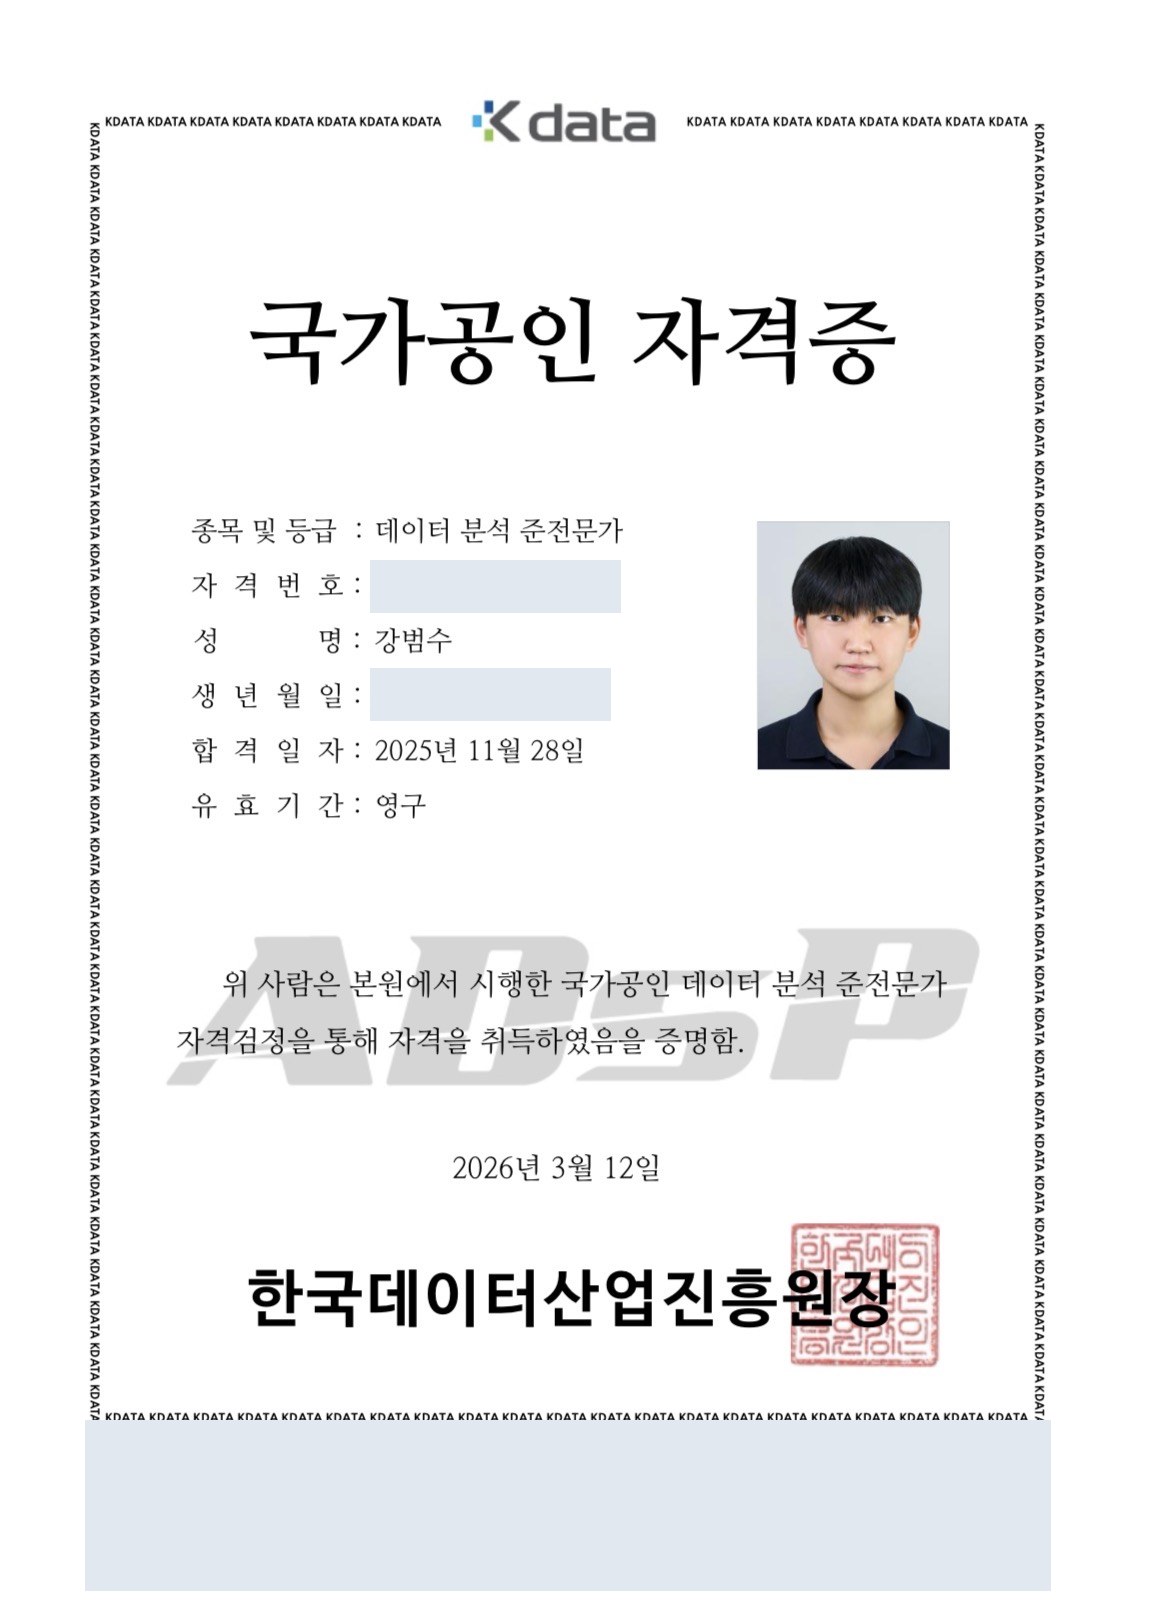 KDATA KDATA KDATA KDATA KDATA KDATA KDATA KDATA
K data
KDATA KDATA KDATA KDATA KDATA KDATA KDATA KDATA
국가공인 자격증
종목 및 등급 : 데이터 분석 준전문가
자 격 번 호 :
성 명 : 강범수
생 년 월 일 :
합 격 일 자 : 2025년 11월 28일
유 효 기 간 : 영구
ADsP
위 사람은 본원에서 시행한 국가공인 데이터 분석 준전문가
자격검정을 통해 자격을 취득하였음을 증명함.
2026년 3월 12일
한국데이터산업진흥원장
KDATA KDATA KDATA KDATA KDATA KDATA KDATA KDATA KDATA KDATA KDATA KDATA KDATA KDATA KDATA KDATA KDATA KDATA KDATA KDATA KDATA